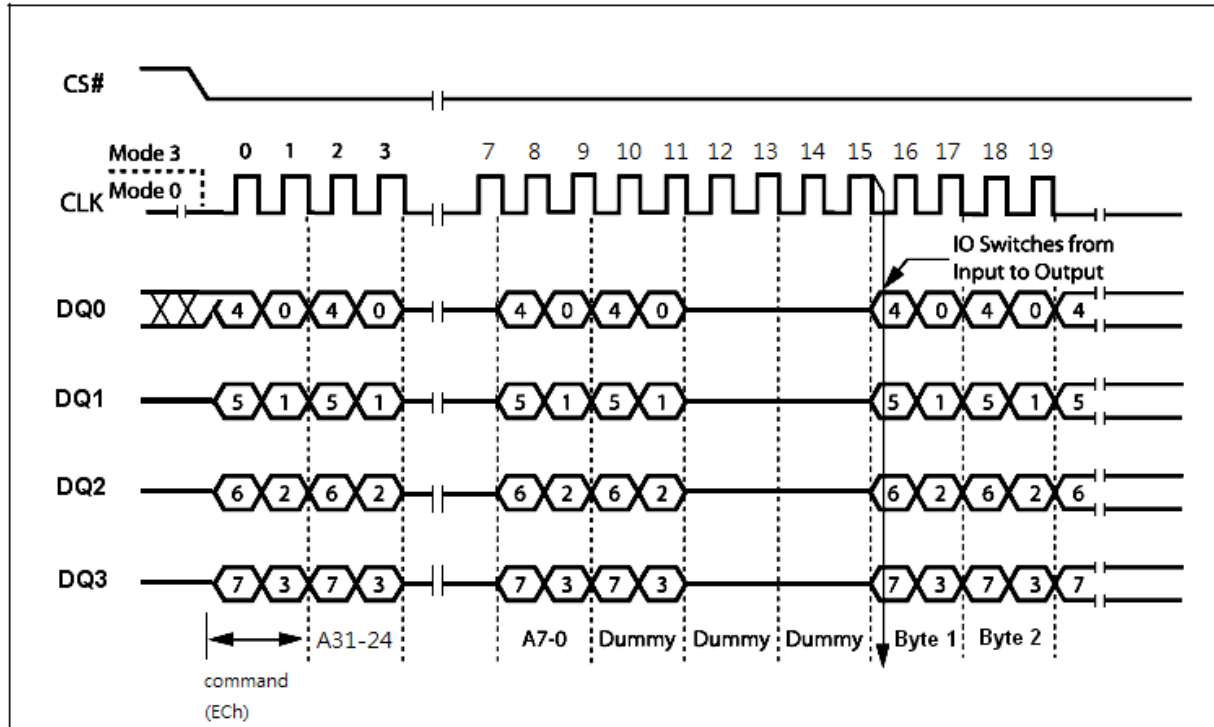 CS#
Mode 3 0 1 2 3 7 8 9 10 11 12 13 14 15 16 17 18 19
Mode 0
CLK
IO Switches from
Input to Output
DQ0 4 0 4 0 4 0 4 0 4 0 4 0 4
DQ1 5 1 5 1 5 1 5 1 5 1 5 1 5
DQ2 6 2 6 2 6 2 6 2 6 2 6 2 6
DQ3 7 3 7 3 7 3 7 3 7 3 7 3 7
A31-24 A7-0 Dummy Dummy Dummy Byte 1 Byte 2
command
(ECh)